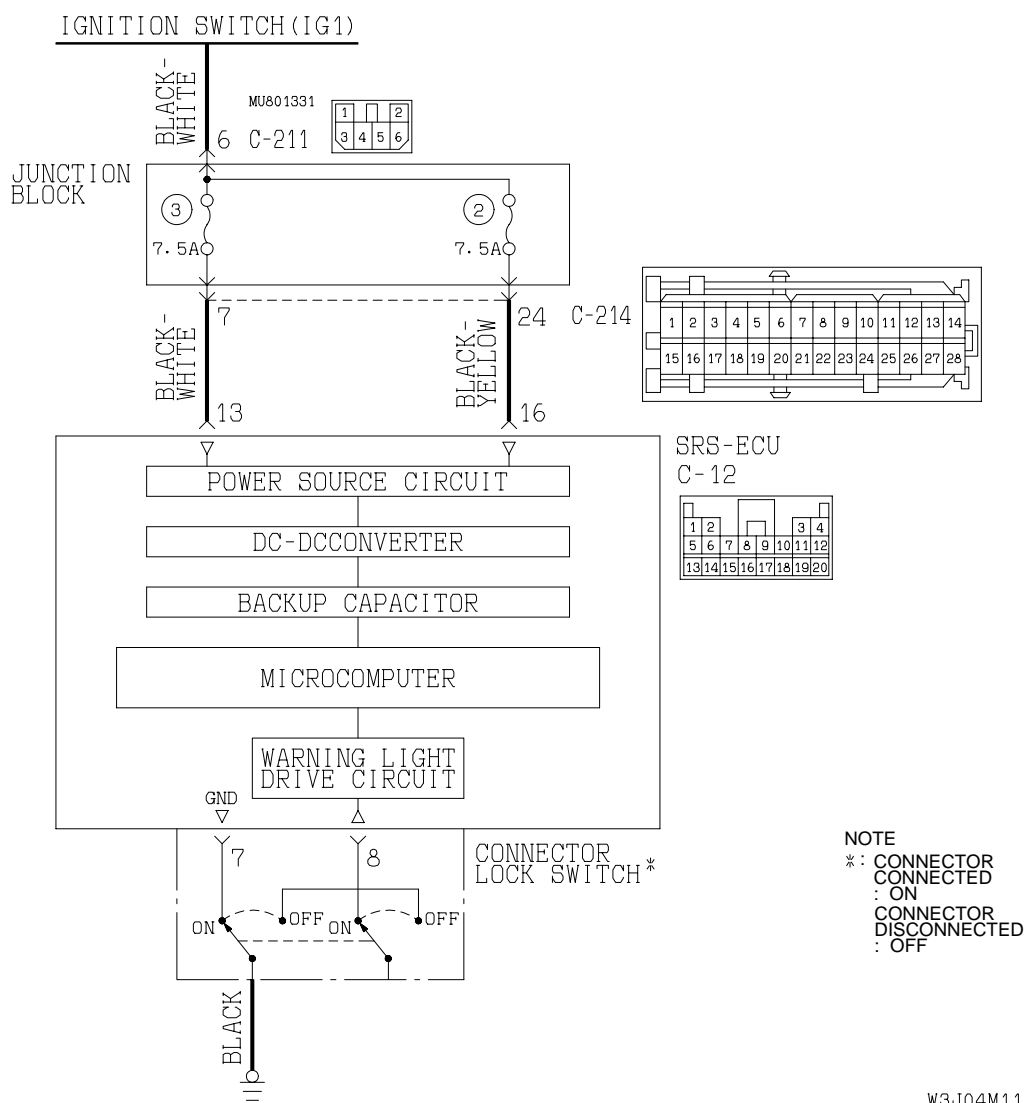 IGNITION SWITCH(IG1)
BLACK-
WHITE
MU801331
6 C-211
1 2
3 4 5 6
JUNCTION
BLOCK
3
7.5A
2
7.5A
7
24
C-214
1 2 3 4 5 6 7 8 9 10 11 12 13 14
15 16 17 18 19 20 21 22 23 24 25 26 27 28
BLACK-
WHITE
BLACK-
YELLOW
13
16
SRS-ECU
C-12
1 2 3 4
5 6 7 8 9 10 11 12
13 14 15 16 17 18 19 20
POWER SOURCE CIRCUIT
DC-DCCONVERTER
BACKUP CAPACITOR
MICROCOMPUTER
WARNING LIGHT
DRIVE CIRCUIT
GND
7
8
CONNECTOR
LOCK SWITCH*
ON OFF ON OFF
BLACK
NOTE
*: CONNECTOR
CONNECTED
: ON
CONNECTOR
DISCONNECTED
: OFF
W3J04M11